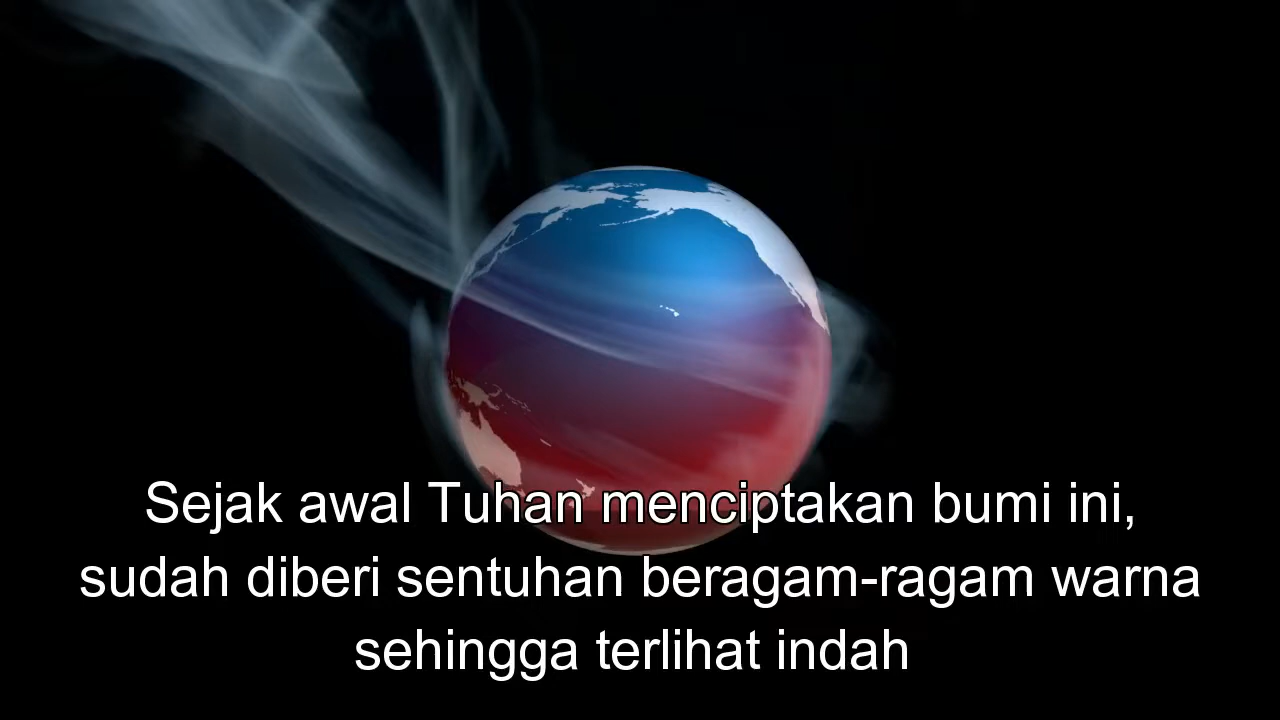 Sejak awal Tuhan menciptakan bumi ini,
sudah diberi sentuhan beragam-ragam warna
sehingga terlihat indah